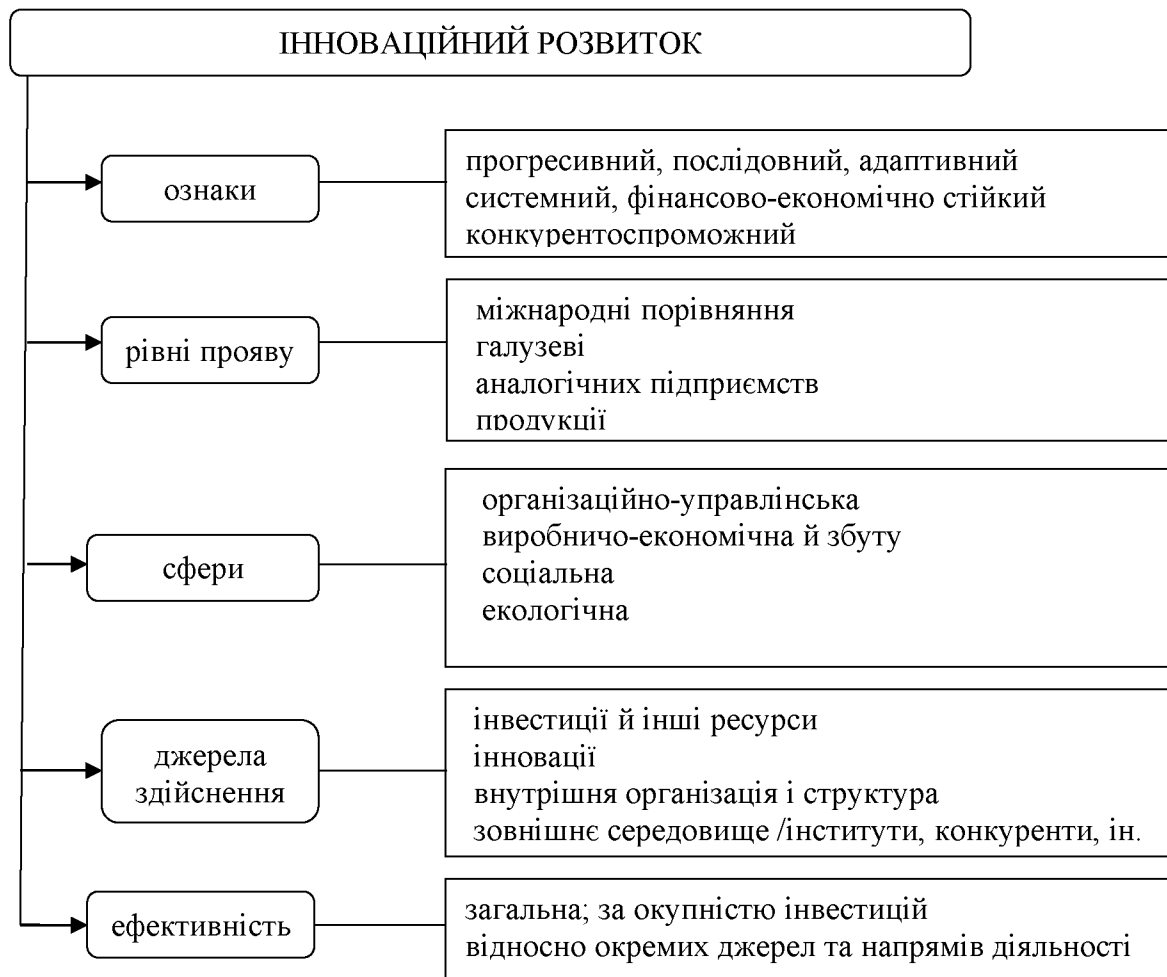 ІННОВАЦІЙНИЙ РОЗВИТОК
ознаки
прогресивний, послідовний, адаптивний
системний, фінансово-економічно стійкий
конкурентоспроможний
рівні прояву
міжнародні порівняння
галузеві
аналогічних підприємств
продукції
сфери
організаційно-управлінська
виробничо-економічна й збуту
соціальна
екологічна
джерела
здійснення
інвестиції й інші ресурси
інновації
внутрішня організація і структура
зовнішнє середовище /інститути, конкуренти, ін.
ефективність
загальна; за окупністю інвестицій
відносно окремих джерел та напрямів діяльності